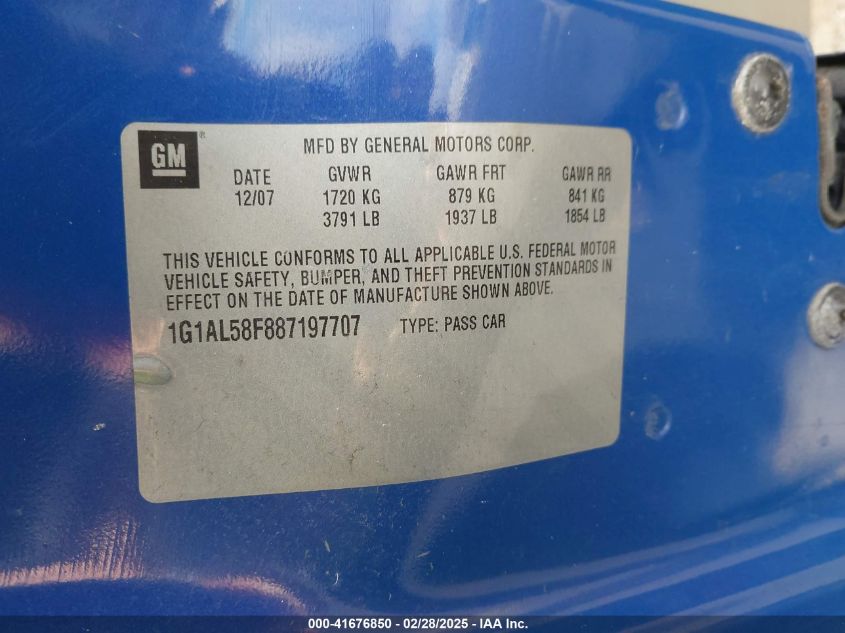 GM®
MFD BY GENERAL MOTORS CORP.
DATE GVWR GAWR FRT GAWR RR
12/07 1720 KG 879 KG 841 KG
3791 LB 1937 LB 1854 LB
THIS VEHICLE CONFORMS TO ALL APPLICABLE U.S. FEDERAL MOTOR
VEHICLE SAFETY, BUMPER, AND THEFT PREVENTION STANDARDS IN
EFFECT ON THE DATE OF MANUFACTURE SHOWN ABOVE.
1G1AL58F887197707 TYPE: PASS CAR
000-41676850 - 02/28/2025 - IAA Inc.